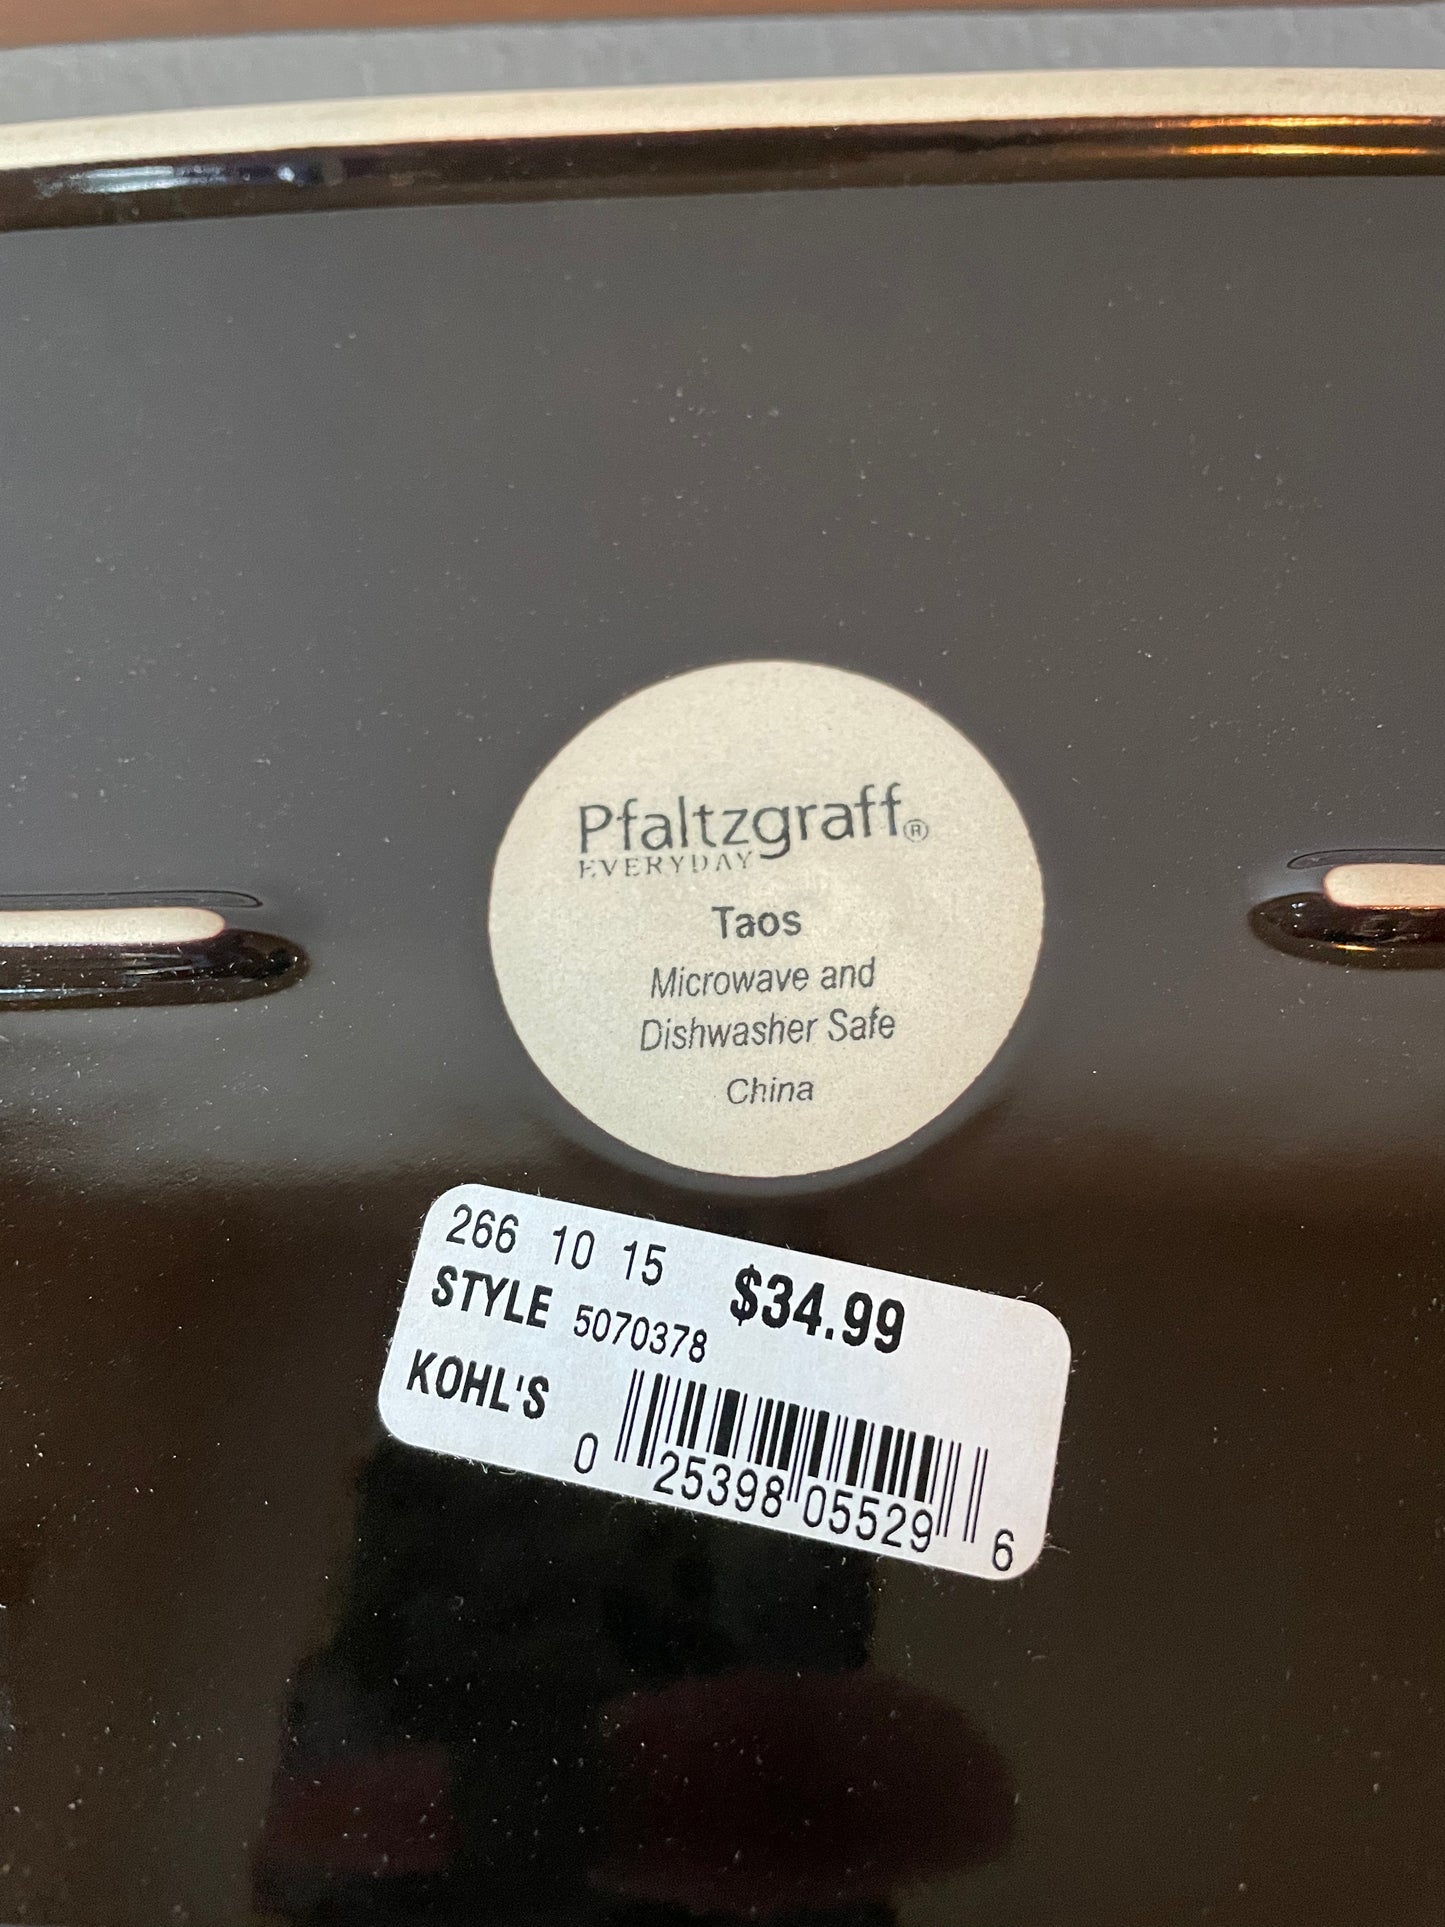 Pfaltzgraff®
EVERYDAY
Taos
Microwave and
Dishwasher Safe
China
266 10 15 $34.99
STYLE 5070378
KOHL'S
0 25398 05529 6